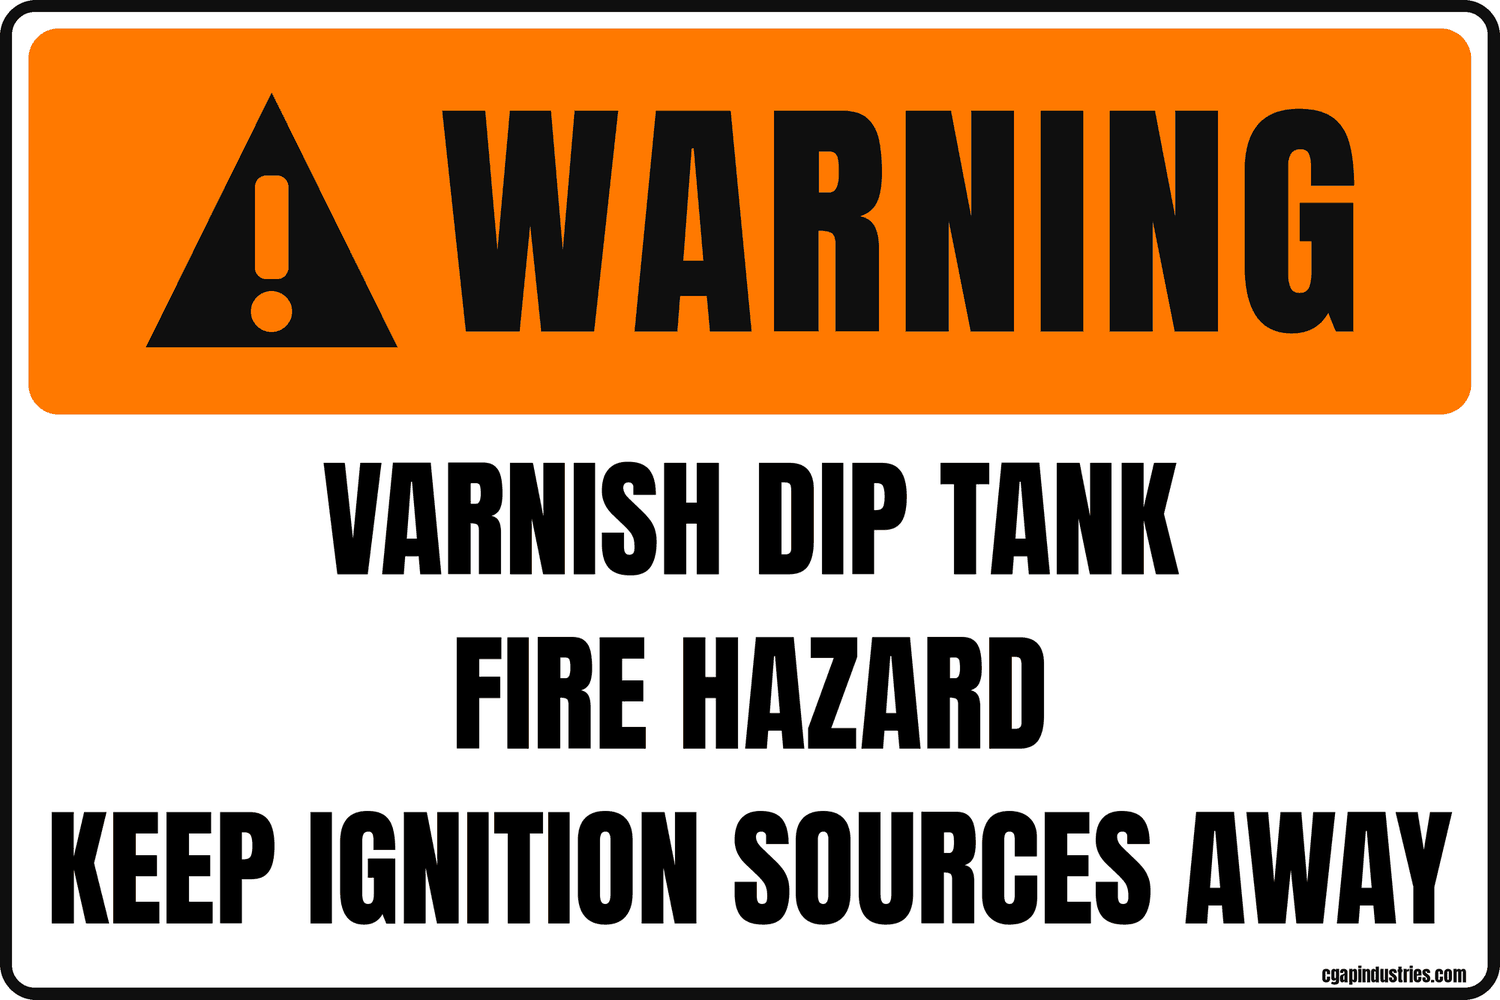 WARNING
VARNISH DIP TANK
FIRE HAZARD
KEEP IGNITION SOURCES AWAY
cgapindustries.com